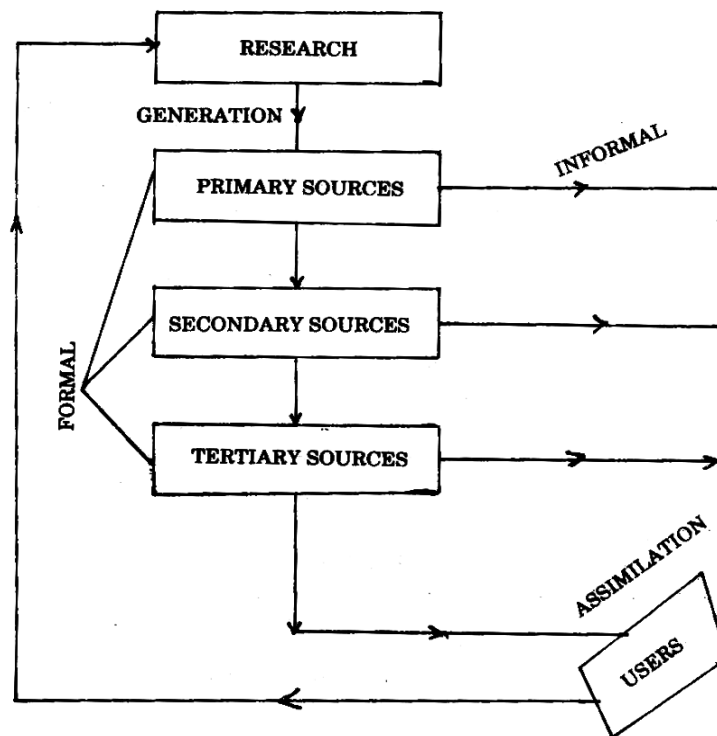 RESEARCH
GENERATION
INFORMAL
PRIMARY SOURCES
SECONDARY SOURCES
FORMAL
TERTIARY SOURCES
ASSIMILATION
USERS